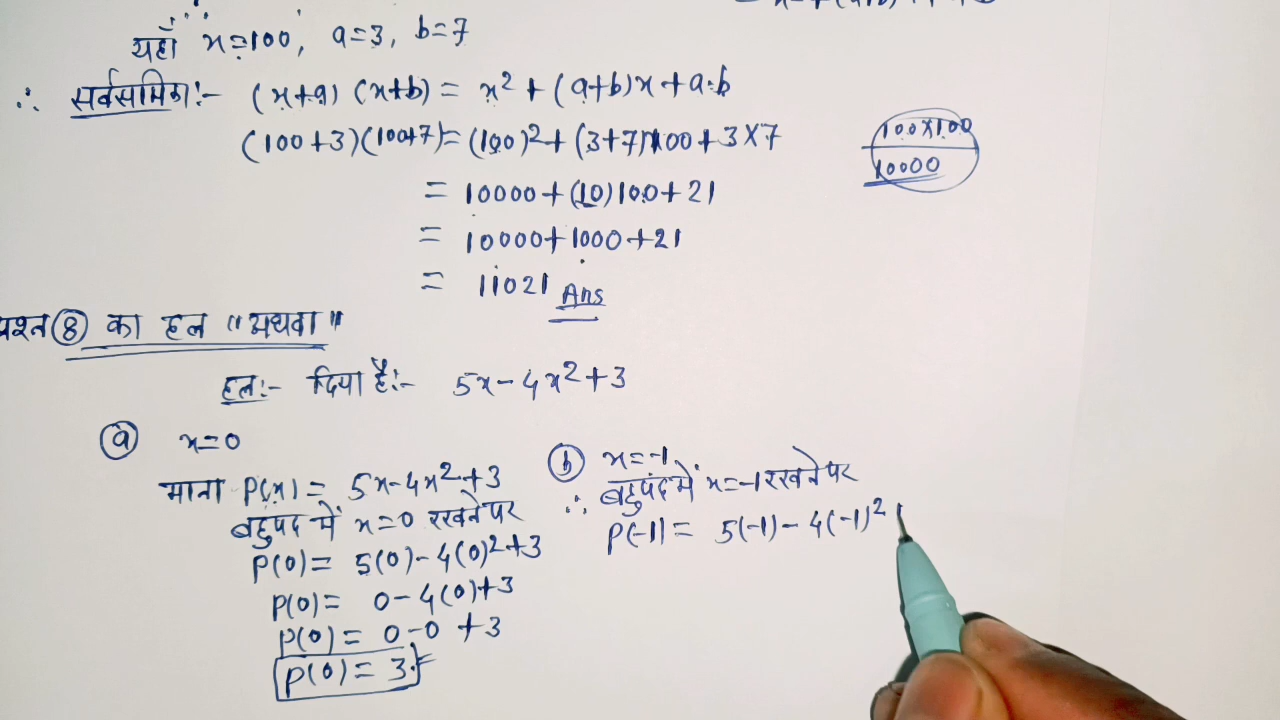 यहाँ x=100, a=3, b=7
∴ सर्वसमिका:- (x+a) (x+b) = x² + (a+b)x + a.b
(100+3)(100+7) = (100)² + (3+7)100 + 3×7
100×100
10000
= 10000+(10)100+21
= 10000+1000+21
= 11021 Ans
प्रश्न 8 का हल "अथवा"
हल:- दिया है:- 5x-4x²+3
(a) x=0
माना P(x) = 5x-4x²+3
बहुपद में x=0 रखने पर
P(0) = 5(0)-4(0)²+3
P(0) = 0-4(0)+3
P(0) = 0-0 +3
P(0) = 3.
(b) x=-1
∴ बहुपद में x=-1 रखने पर
P(-1) = 5(-1)-4(-1)²